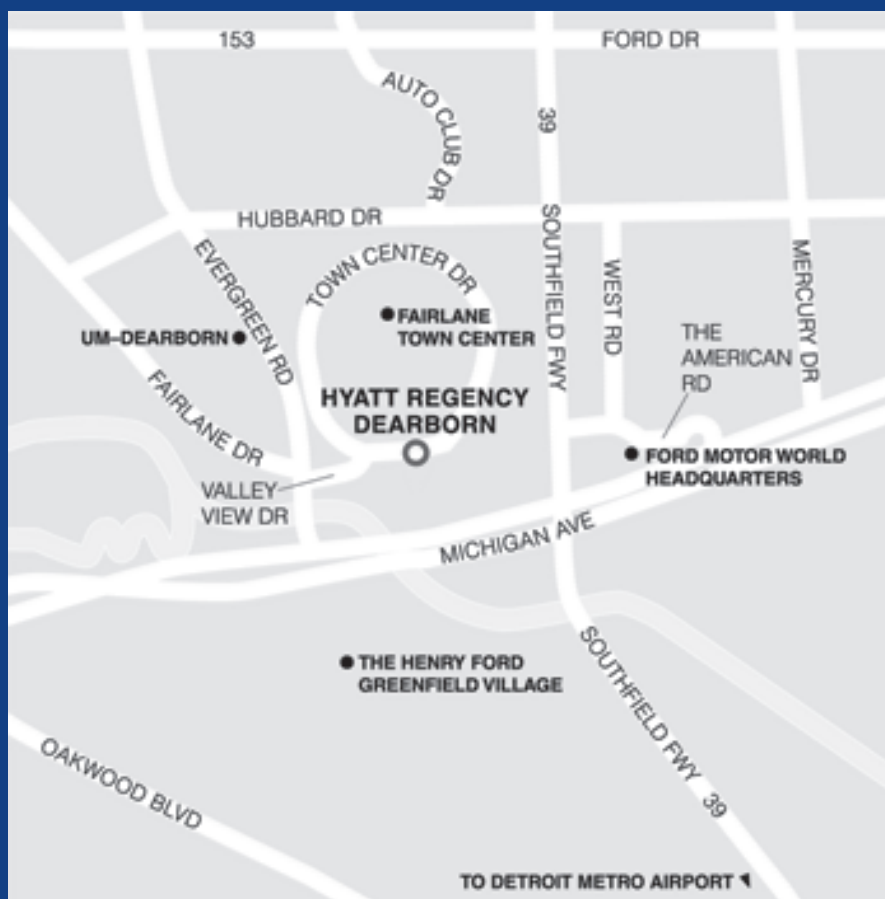 153
FORD DR
AUTO CLUB DR
39
HUBBARD DR
TOWN CENTER DR
SOUTHFIELD FWY
EVERGREEN RD
WEST RD
MERCURY DR
UM–DEARBORN
FAIRLANE
TOWN CENTER
THE
AMERICAN
RD
FAIRLANE DR
HYATT REGENCY
DEARBORN
FORD MOTOR WORLD
HEADQUARTERS
VALLEY
VIEW DR
MICHIGAN AVE
THE HENRY FORD
GREENFIELD VILLAGE
SOUTHFIELD FWY 39
OAKWOOD BLVD
TO DETROIT METRO AIRPORT